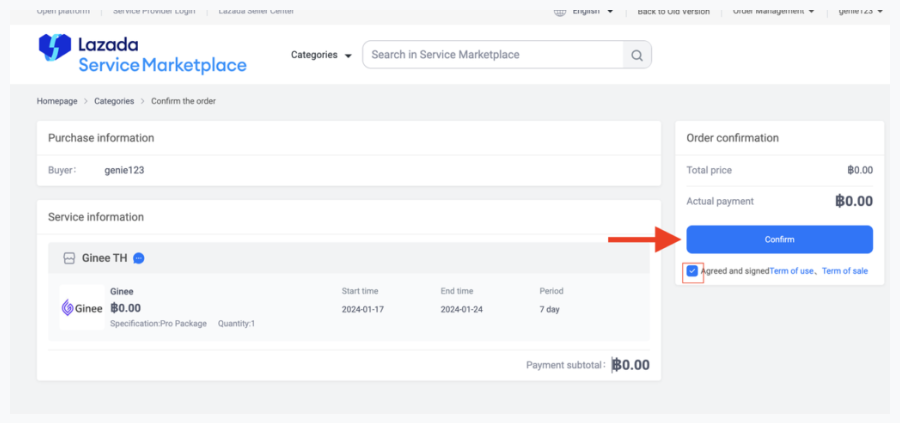 Open platform | Service Provider Login | Lazada Seller Center English Back to Old Version | Order Management genie123
Lazada
Service Marketplace
Categories Search in Service Marketplace
Homepage > Categories > Confirm the order
Purchase information
Buyer: genie123
Service information
Ginee TH
Ginee
Ginee
฿0.00
Specification:Pro Package Quantity:1
Start time End time Period
2024-01-17 2024-01-24 7 day
Payment subtotal: ฿0.00
Order confirmation
Total price ฿0.00
Actual payment ฿0.00
Confirm
Agreed and signedTerm of use、Term of sale